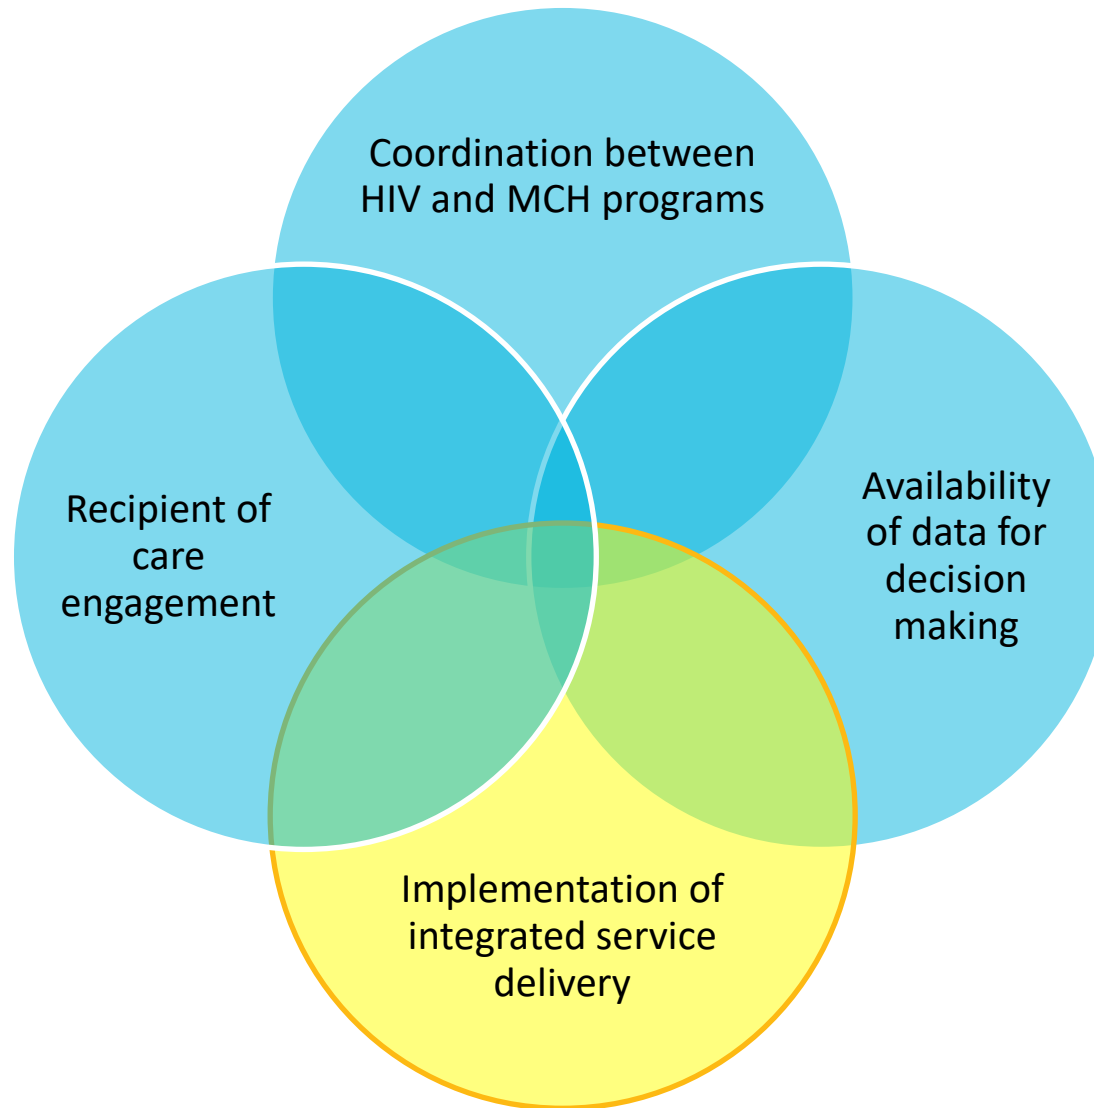 Coordination between
HIV and MCH programs
Recipient of
care
engagement
Availability
of data for
decision
making
Implementation of
integrated service
delivery